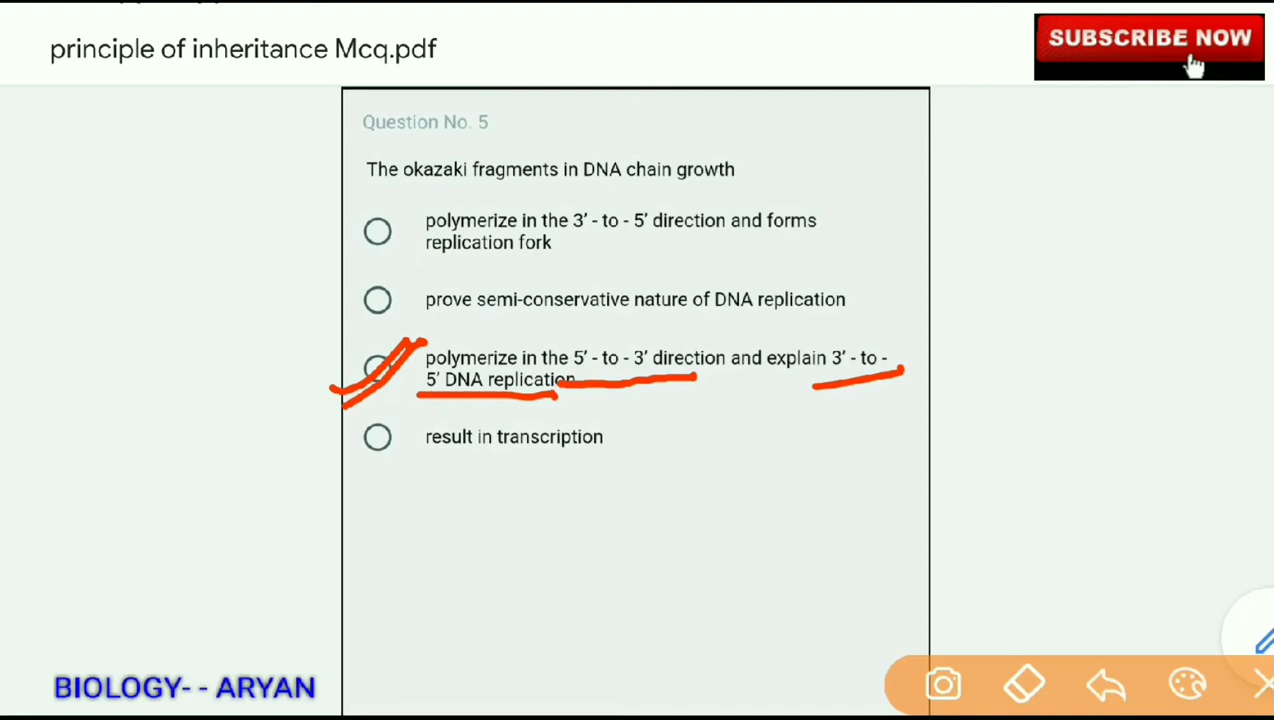 principle of inheritance Mcq.pdf
SUBSCRIBE NOW
Question No. 5
The okazaki fragments in DNA chain growth
polymerize in the 3' - to - 5' direction and forms
replication fork
prove semi-conservative nature of DNA replication
polymerize in the 5' - to - 3' direction and explain 3' - to -
5' DNA replication
result in transcription
BIOLOGY- - ARYAN